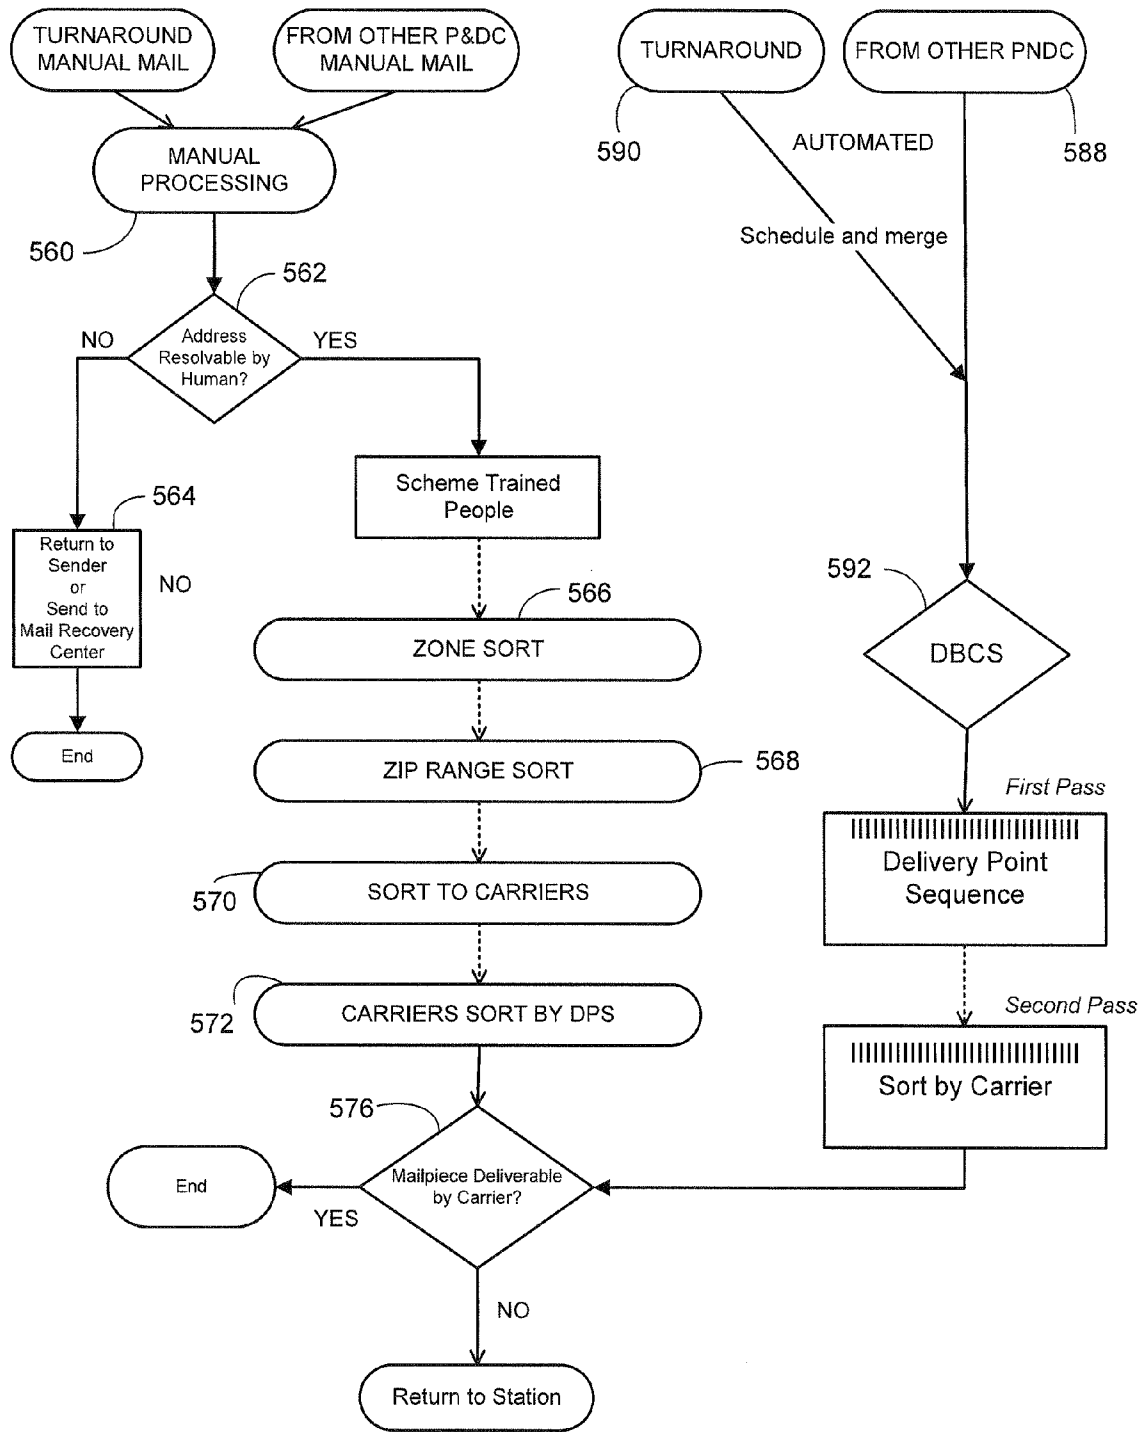 TURNAROUND
MANUAL MAIL
FROM OTHER P&DC
MANUAL MAIL
TURNAROUND
FROM OTHER PNDC
590
AUTOMATED
588
MANUAL
PROCESSING
560
Schedule and merge
562
NO
Address
Resolvable by
Human?
YES
Scheme Trained
People
564
Return to
Sender
or
Send to
Mail Recovery
Center
NO
592
566
ZONE SORT
DBCS
End
ZIP RANGE SORT
568
First Pass
Delivery Point
Sequence
570
SORT TO CARRIERS
572
CARRIERS SORT BY DPS
Second Pass
Sort by Carrier
576
Mailpiece Deliverable
by Carrier?
End
YES
NO
Return to Station